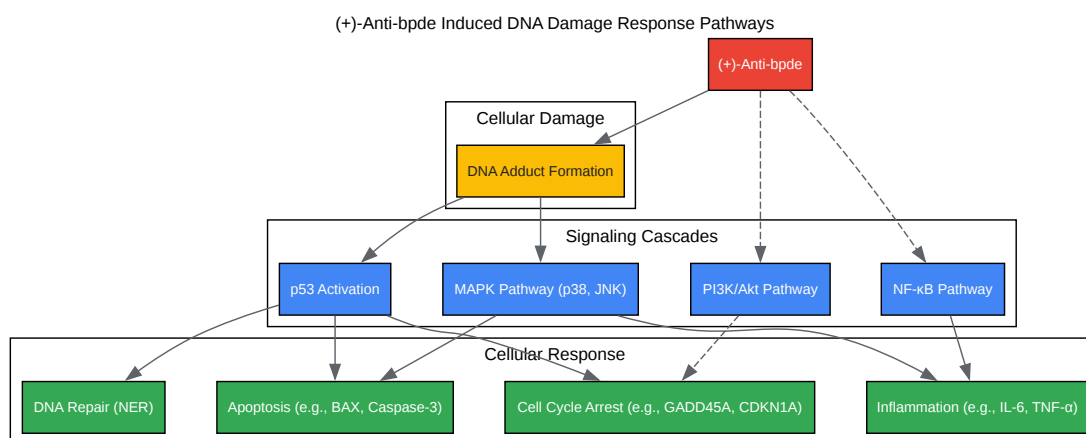 (+)-Anti-bpde Induced DNA Damage Response Pathways
(+)-Anti-bpde
Cellular Damage
DNA Adduct Formation
Signaling Cascades
p53 Activation
MAPK Pathway (p38, JNK)
PI3K/Akt Pathway
NF-κB Pathway
Cellular Response
DNA Repair (NER)
Apoptosis (e.g., BAX, Caspase-3)
Cell Cycle Arrest (e.g., GADD45A, CDKN1A)
Inflammation (e.g., IL-6, TNF-α)